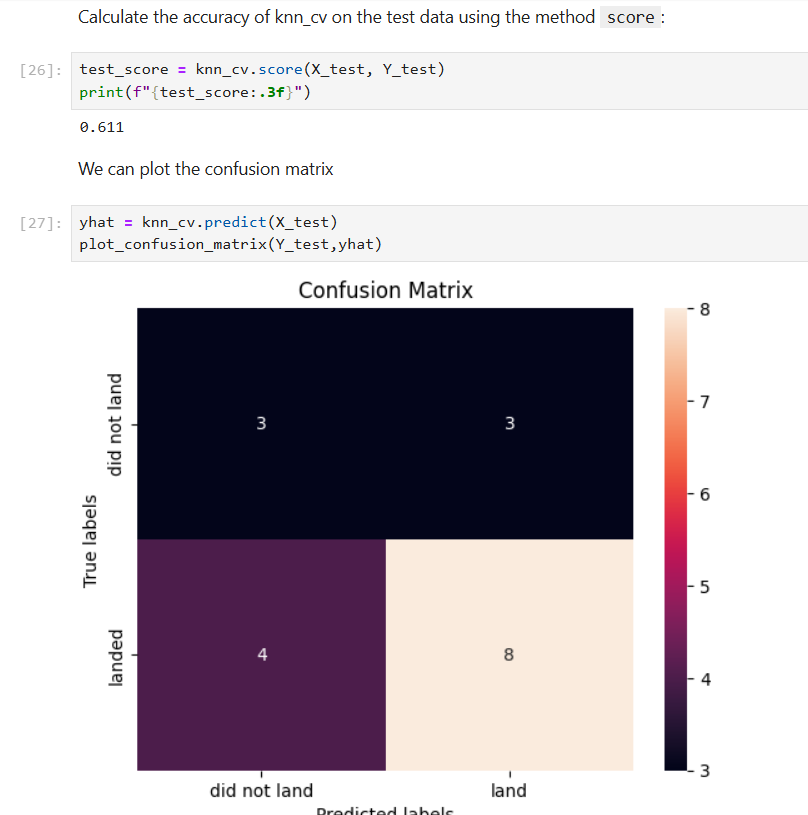 Calculate the accuracy of knn_cv on the test data using the method score :
[26]: test_score = knn_cv.score(X_test, Y_test)
print(f"{test_score:.3f}")
0.611
We can plot the confusion matrix
[27]: yhat = knn_cv.predict(X_test)
plot_confusion_matrix(Y_test,yhat)
Confusion Matrix
True labels
did not land
landed
3
3
4
8
did not land
land
Predicted labels
8
7
6
5
4
3